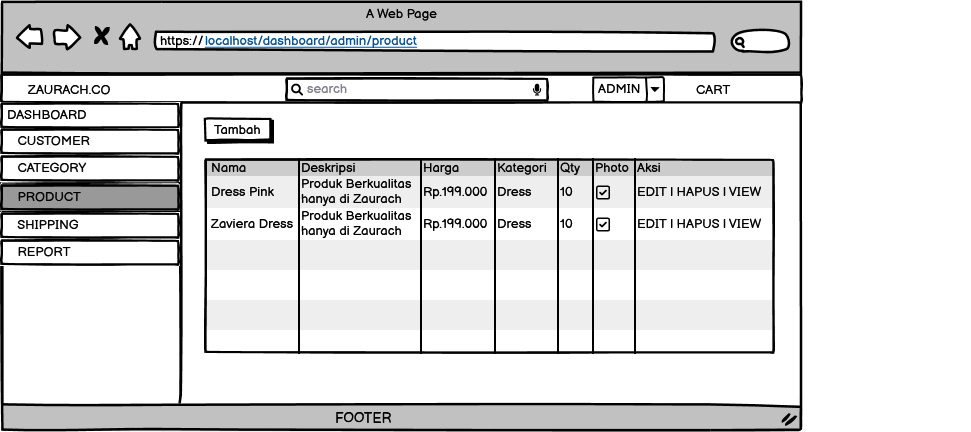 A Web Page
https://localhost/dashboard/admin/product
ZAURACH.CO
search
ADMIN
CART
DASHBOARD
CUSTOMER
CATEGORY
PRODUCT
SHIPPING
REPORT
Tambah
Nama Deskripsi Harga Kategori Qty Photo Aksi
Dress Pink Produk Berkualitas hanya di Zaurach Rp.199.000 Dress 10 EDIT | HAPUS | VIEW
Zaviera Dress Produk Berkualitas hanya di Zaurach Rp.199.000 Dress 10 EDIT | HAPUS | VIEW
FOOTER